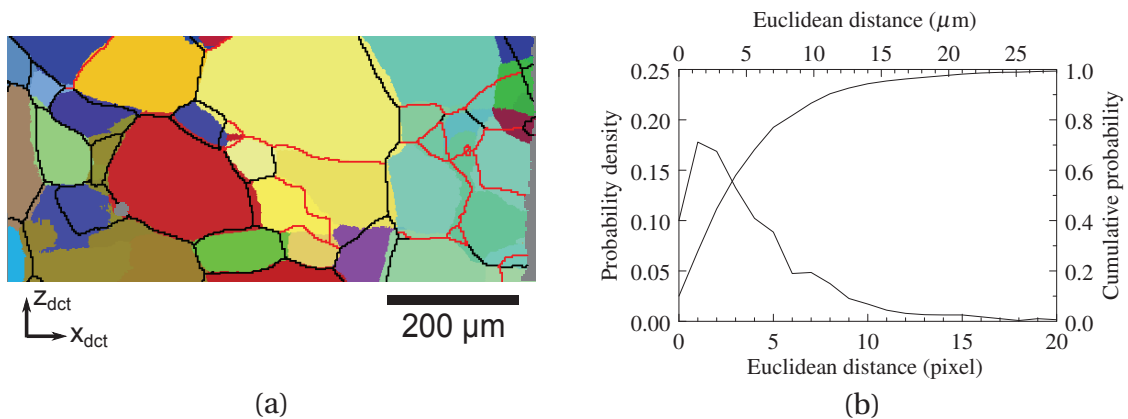 z_dct
x_dct
200 µm
(a)
Euclidean distance (µm)
0 5 10 15 20 25
0.25
0.20
0.15
0.10
0.05
0.00
Probability density
1.0
0.8
0.6
0.4
0.2
0.0
Cumulative probability
0 5 10 15 20
Euclidean distance (pixel)
(b)